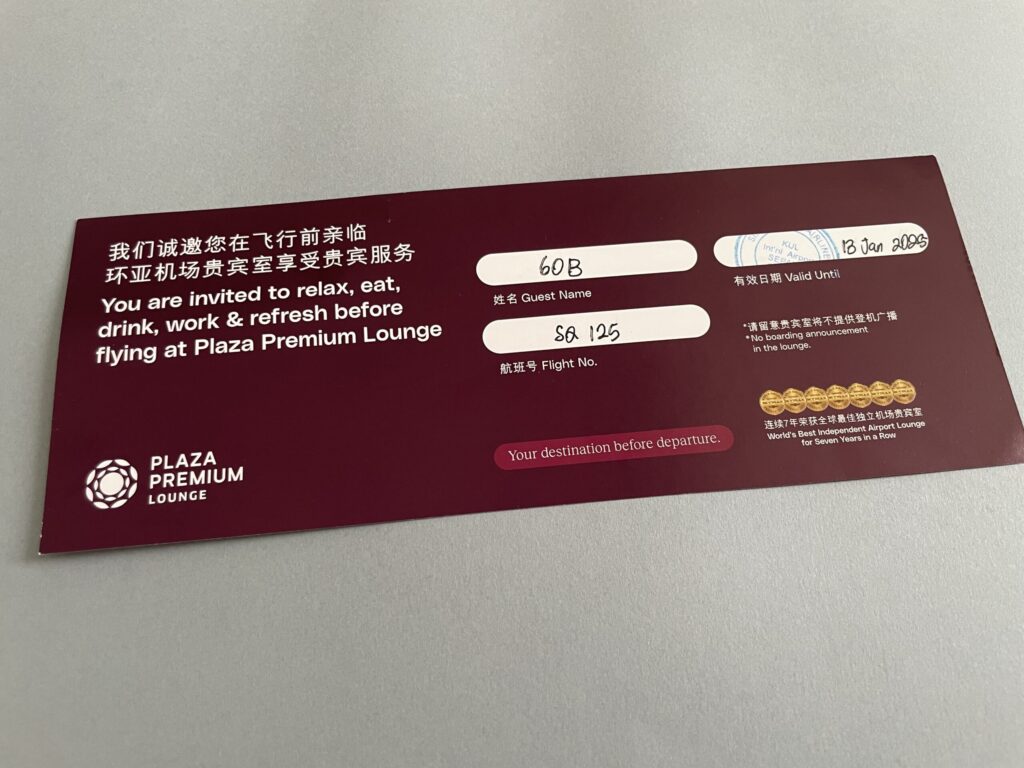 我们诚邀您在飞行前亲临
环亚机场贵宾室享受贵宾服务
You are invited to relax, eat,
drink, work & refresh before
flying at Plaza Premium Lounge
PLAZA
PREMIUM
LOUNGE
60B
姓名 Guest Name
SQ 125
航班号 Flight No.
Your destination before departure.
AIRLINE
KUL
Int'nl. Airpor
13 Jan 2025
有效日期 Valid Until
*请留意贵宾室将不提供登机广播
*No boarding announcement
in the lounge.
连续7年荣获全球最佳独立机场贵宾室
World's Best Independent Airport Lounge
for Seven Years in a Row